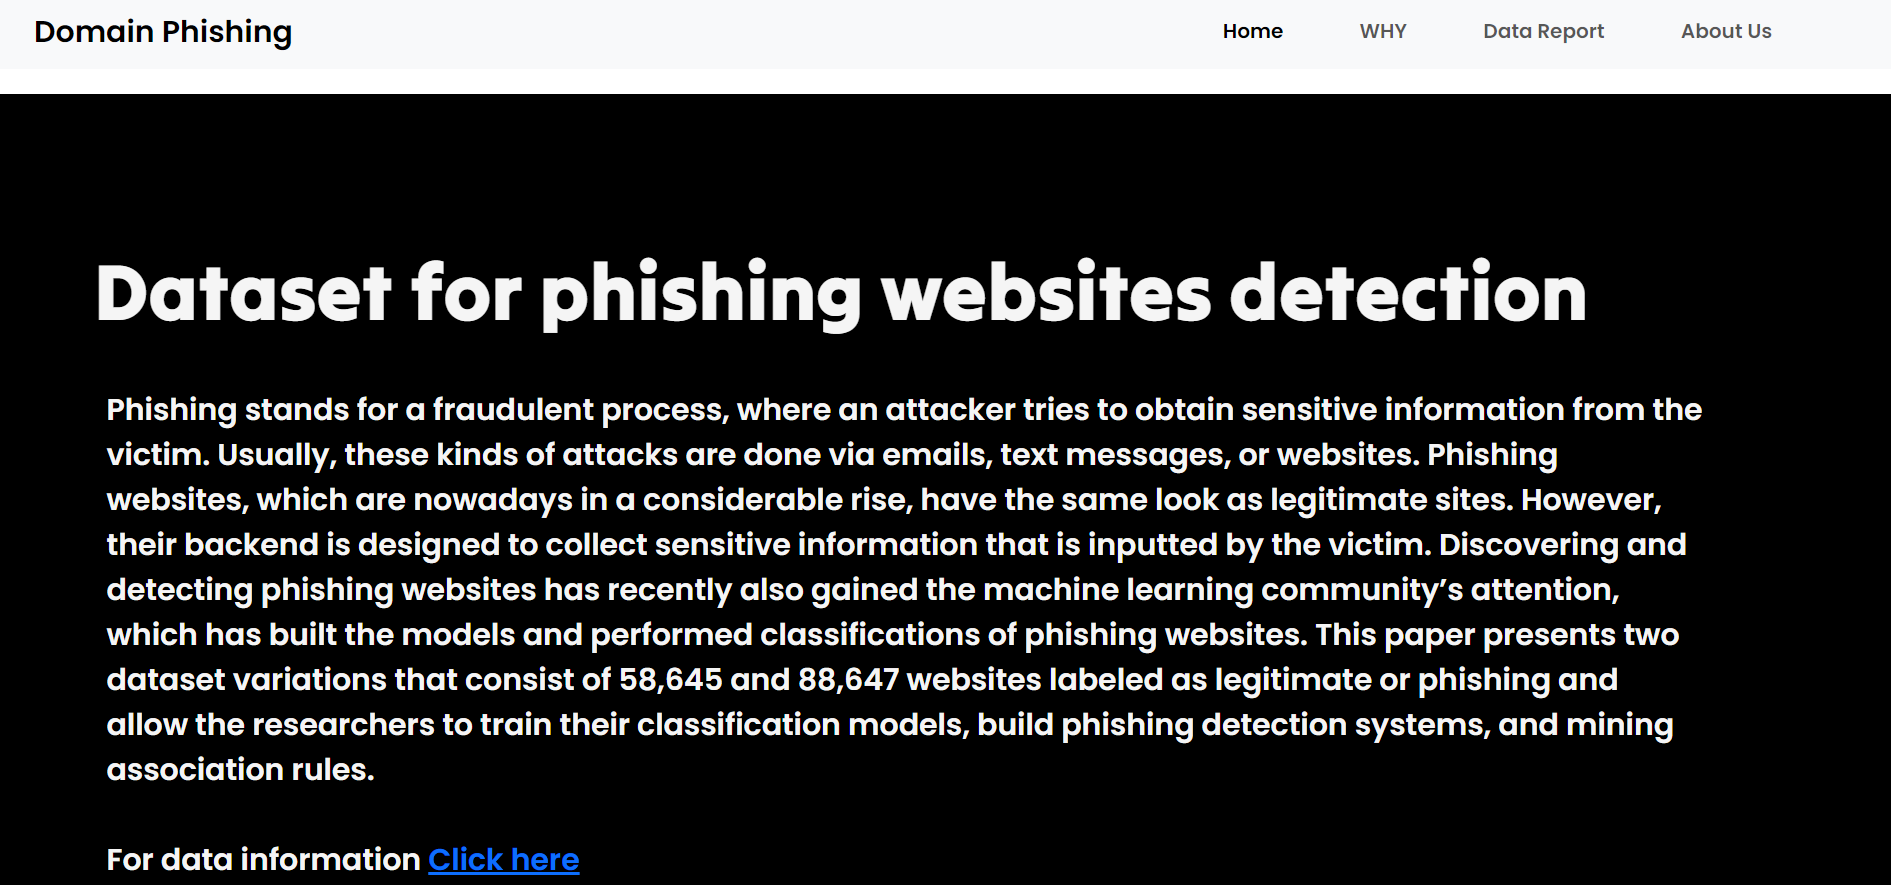 Domain Phishing
Home WHY Data Report About Us
Dataset for phishing websites detection
Phishing stands for a fraudulent process, where an attacker tries to obtain sensitive information from the
victim. Usually, these kinds of attacks are done via emails, text messages, or websites. Phishing
websites, which are nowadays in a considerable rise, have the same look as legitimate sites. However,
their backend is designed to collect sensitive information that is inputted by the victim. Discovering and
detecting phishing websites has recently also gained the machine learning community’s attention,
which has built the models and performed classifications of phishing websites. This paper presents two
dataset variations that consist of 58,645 and 88,647 websites labeled as legitimate or phishing and
allow the researchers to train their classification models, build phishing detection systems, and mining
association rules.
For data information Click here